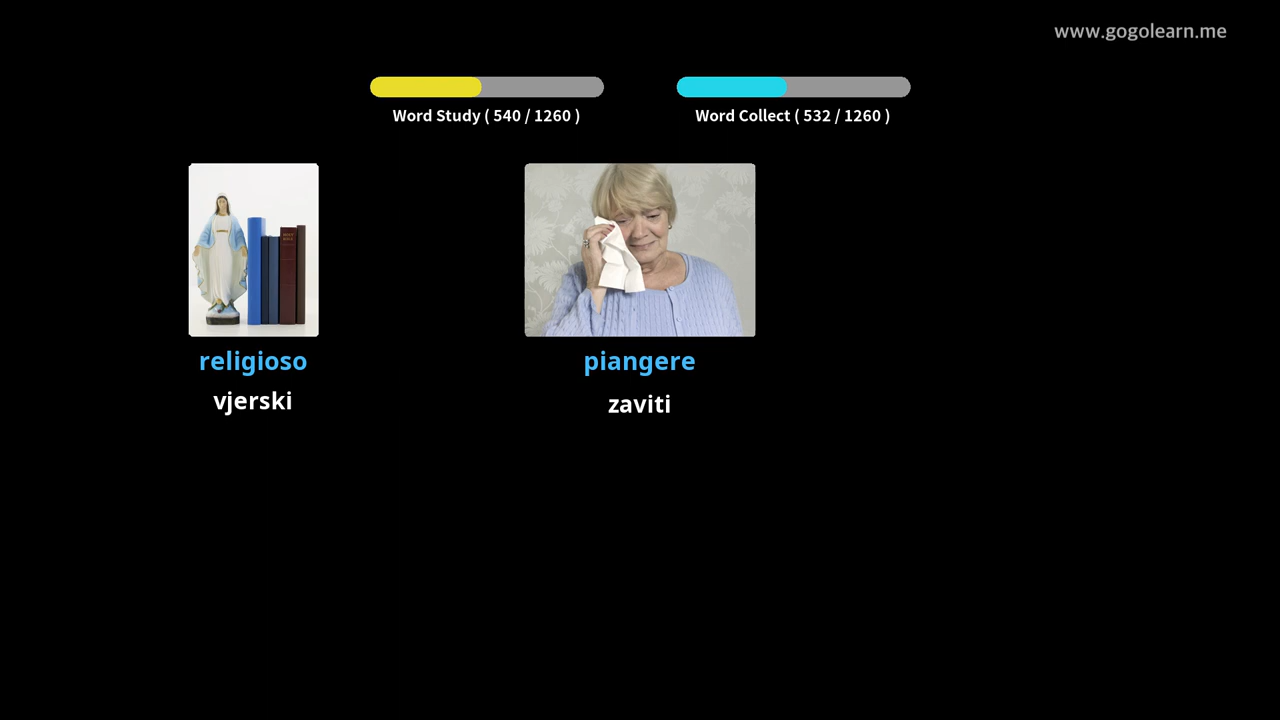 www.gogolearn.me
Word Study ( 540 / 1260 )
Word Collect ( 532 / 1260 )
religioso
vjerski
piangere
zaviti